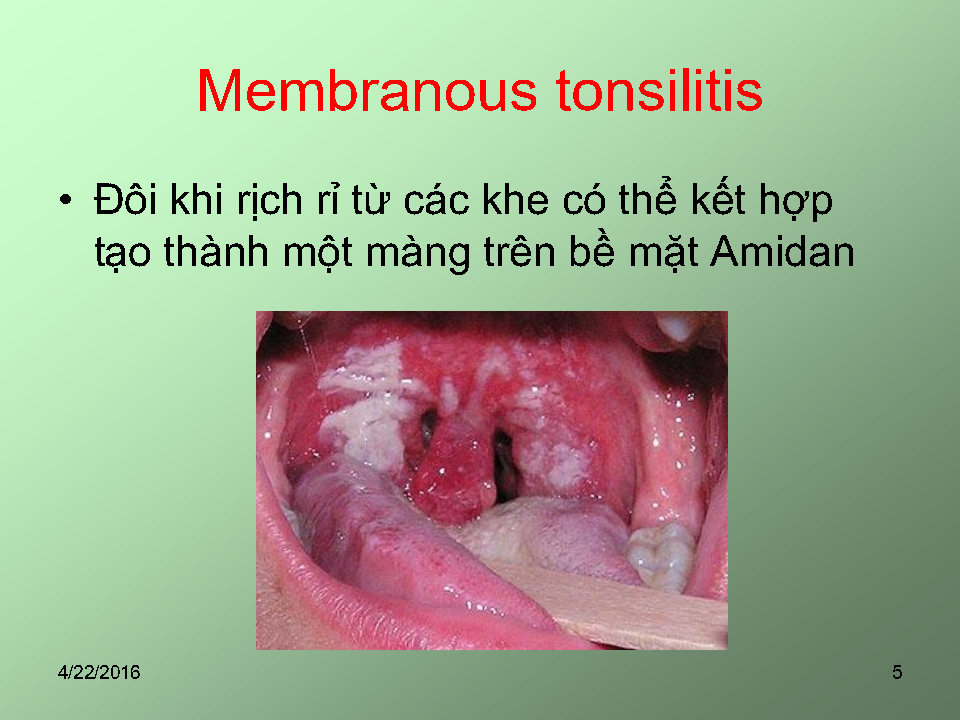 Membranous tonsilitis
• Đôi khi rịch rỉ từ các khe có thể kết hợp
tạo thành một màng trên bề mặt Amidan
4/22/2016
5